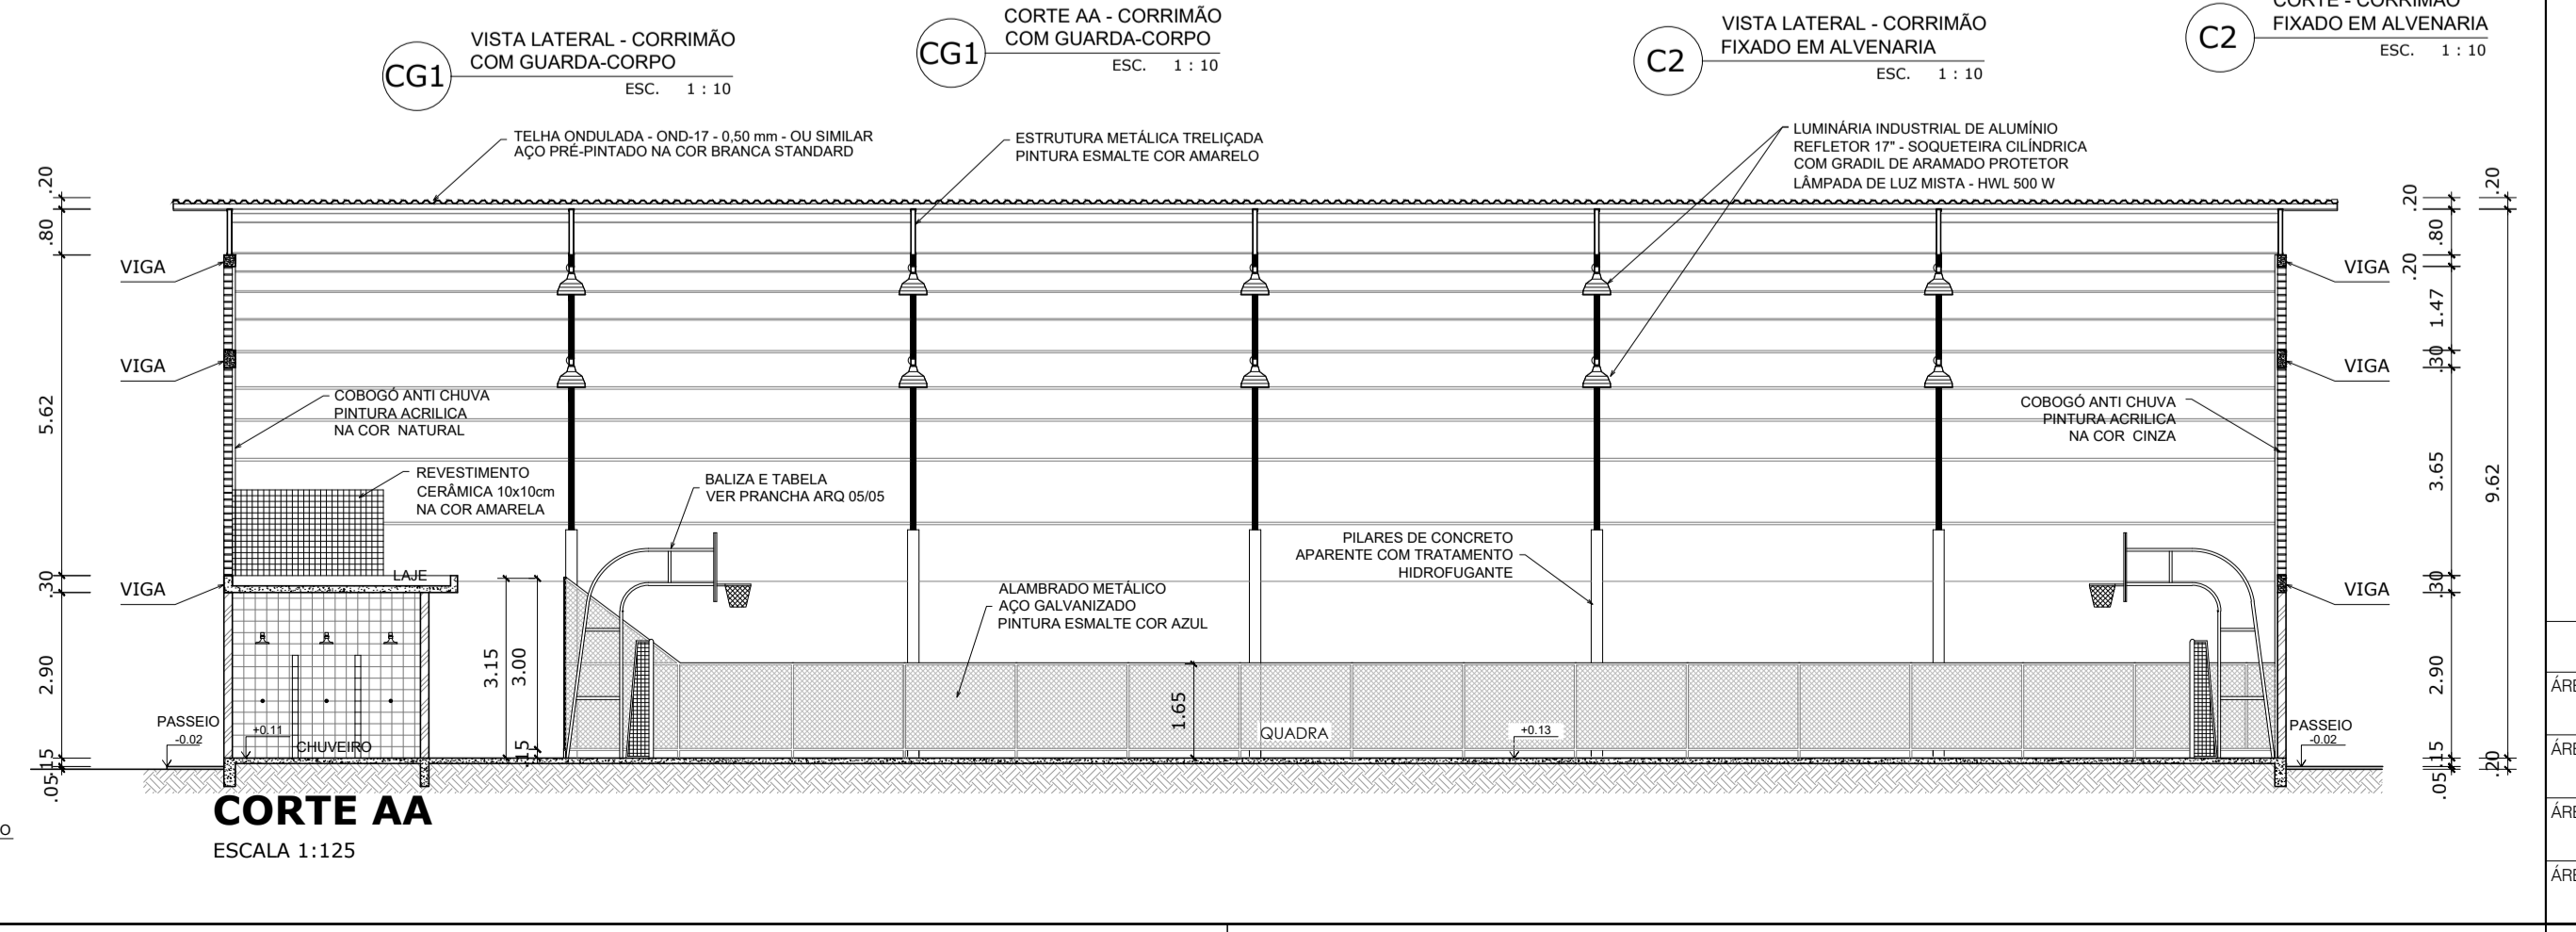 VISTA LATERAL - CORRIMÃO
COM GUARDA-CORPO
CG1
ESC. 1 : 10
CORTE AA - CORRIMÃO
COM GUARDA-CORPO
CG1
ESC. 1 : 10
VISTA LATERAL - CORRIMÃO
FIXADO EM ALVENARIA
C2
ESC. 1 : 10
CORTE - CORRIMÃO
FIXADO EM ALVENARIA
C2
ESC. 1 : 10
TELHA ONDULADA - OND-17 - 0,50 mm - OU SIMILAR
AÇO PRÉ-PINTADO NA COR BRANCA STANDARD
ESTRUTURA METÁLICA TRELIÇADA
PINTURA ESMALTE COR AMARELO
LUMINÁRIA INDUSTRIAL DE ALUMÍNIO
REFLETOR 17" - SOQUETEIRA CILÍNDRICA
COM GRADIL DE ARAMADO PROTETOR
LÂMPADA DE LUZ MISTA - HWL 500 W
.20
.80
5.62
.30
2.90
.15
.05
VIGA
VIGA
VIGA
COBOGÓ ANTI CHUVA
PINTURA ACRILICA
NA COR NATURAL
REVESTIMENTO
CERÂMICA 10x10cm
NA COR AMARELA
LAJE
BALIZA E TABELA
VER PRANCHA ARQ 05/05
PILARES DE CONCRETO
APARENTE COM TRATAMENTO
HIDROFUGANTE
ALAMBRADO METÁLICO
AÇO GALVANIZADO
PINTURA ESMALTE COR AZUL
COBOGÓ ANTI CHUVA
PINTURA ACRILICA
NA COR CINZA
VIGA
VIGA
VIGA
3.15
3.00
.15
1.65
PASSEIO
-0.02
+0.11
CHUVEIRO
QUADRA
+0.13
PASSEIO
-0.02
.20
.80
.20
1.47
.30
3.65
.30
2.90
.15
.05
.20
9.62
.20
CORTE AA
ESCALA 1:125
O
ÁRE
ÁRE
ÁRE
ÁRE